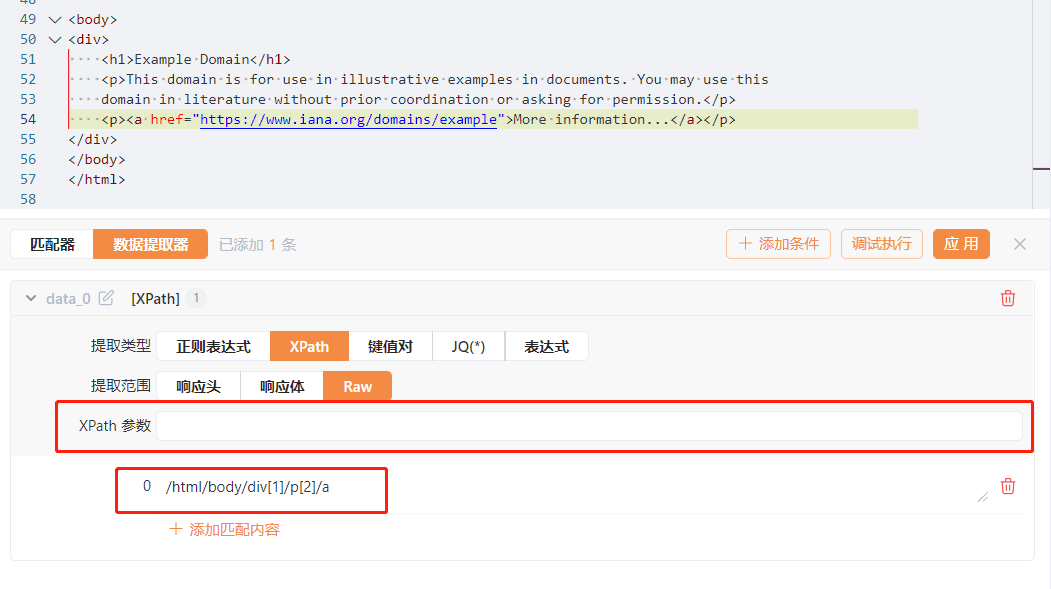 48
49 <body>
50 <div>
51 ····<h1>Example·Domain</h1>
52 ····<p>This·domain·is·for·use·in·illustrative·examples·in·documents.·You·may·use·this
53 ····domain·in·literature·without·prior·coordination·or·asking·for·permission.</p>
54 ····<p><a·href="https://www.iana.org/domains/example">More·information...</a></p>
55 </div>
56 </body>
57 </html>
58
匹配器 数据提取器 已添加 1 条 添加条件 调试执行 应 用
data_0 [XPath] 1
提取类型 正则表达式 XPath 键值对 JQ(*) 表达式
提取范围 响应头 响应体 Raw
XPath 参数
0 /html/body/div[1]/p[2]/a
添加匹配内容